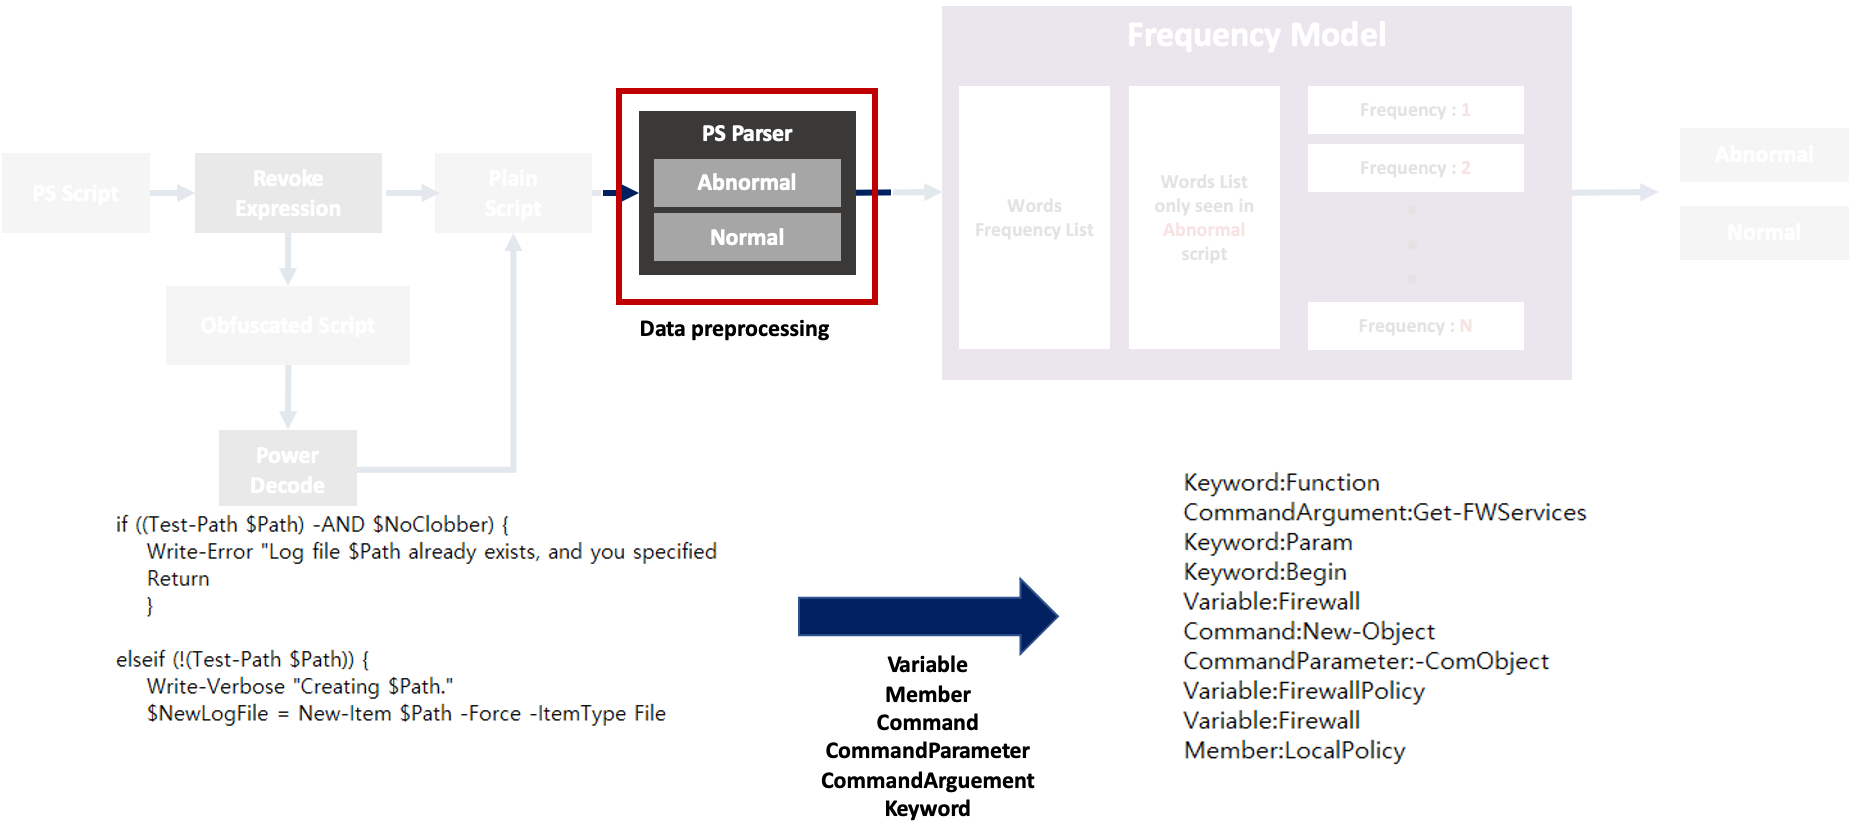 Frequency Model
PS Script
Revoke
Expression
Plain
Script
Obfuscated Script
Power
Decode
PS Parser
Abnormal
Normal
Data preprocessing
Words
Frequency List
Words List
only seen in
Abnormal
script
Frequency : 1
Frequency : 2
Frequency : N
Abnormal
Normal
if ((Test-Path $Path) -AND $NoClobber) {
Write-Error "Log file $Path already exists, and you specified
Return
}
elseif (!(Test-Path $Path)) {
Write-Verbose "Creating $Path."
$NewLogFile = New-Item $Path -Force -ItemType File
Variable
Member
Command
CommandParameter
CommandArguement
Keyword
Keyword:Function
CommandArgument:Get-FWServices
Keyword:Param
Keyword:Begin
Variable:Firewall
Command:New-Object
CommandParameter:-ComObject
Variable:FirewallPolicy
Variable:Firewall
Member:LocalPolicy